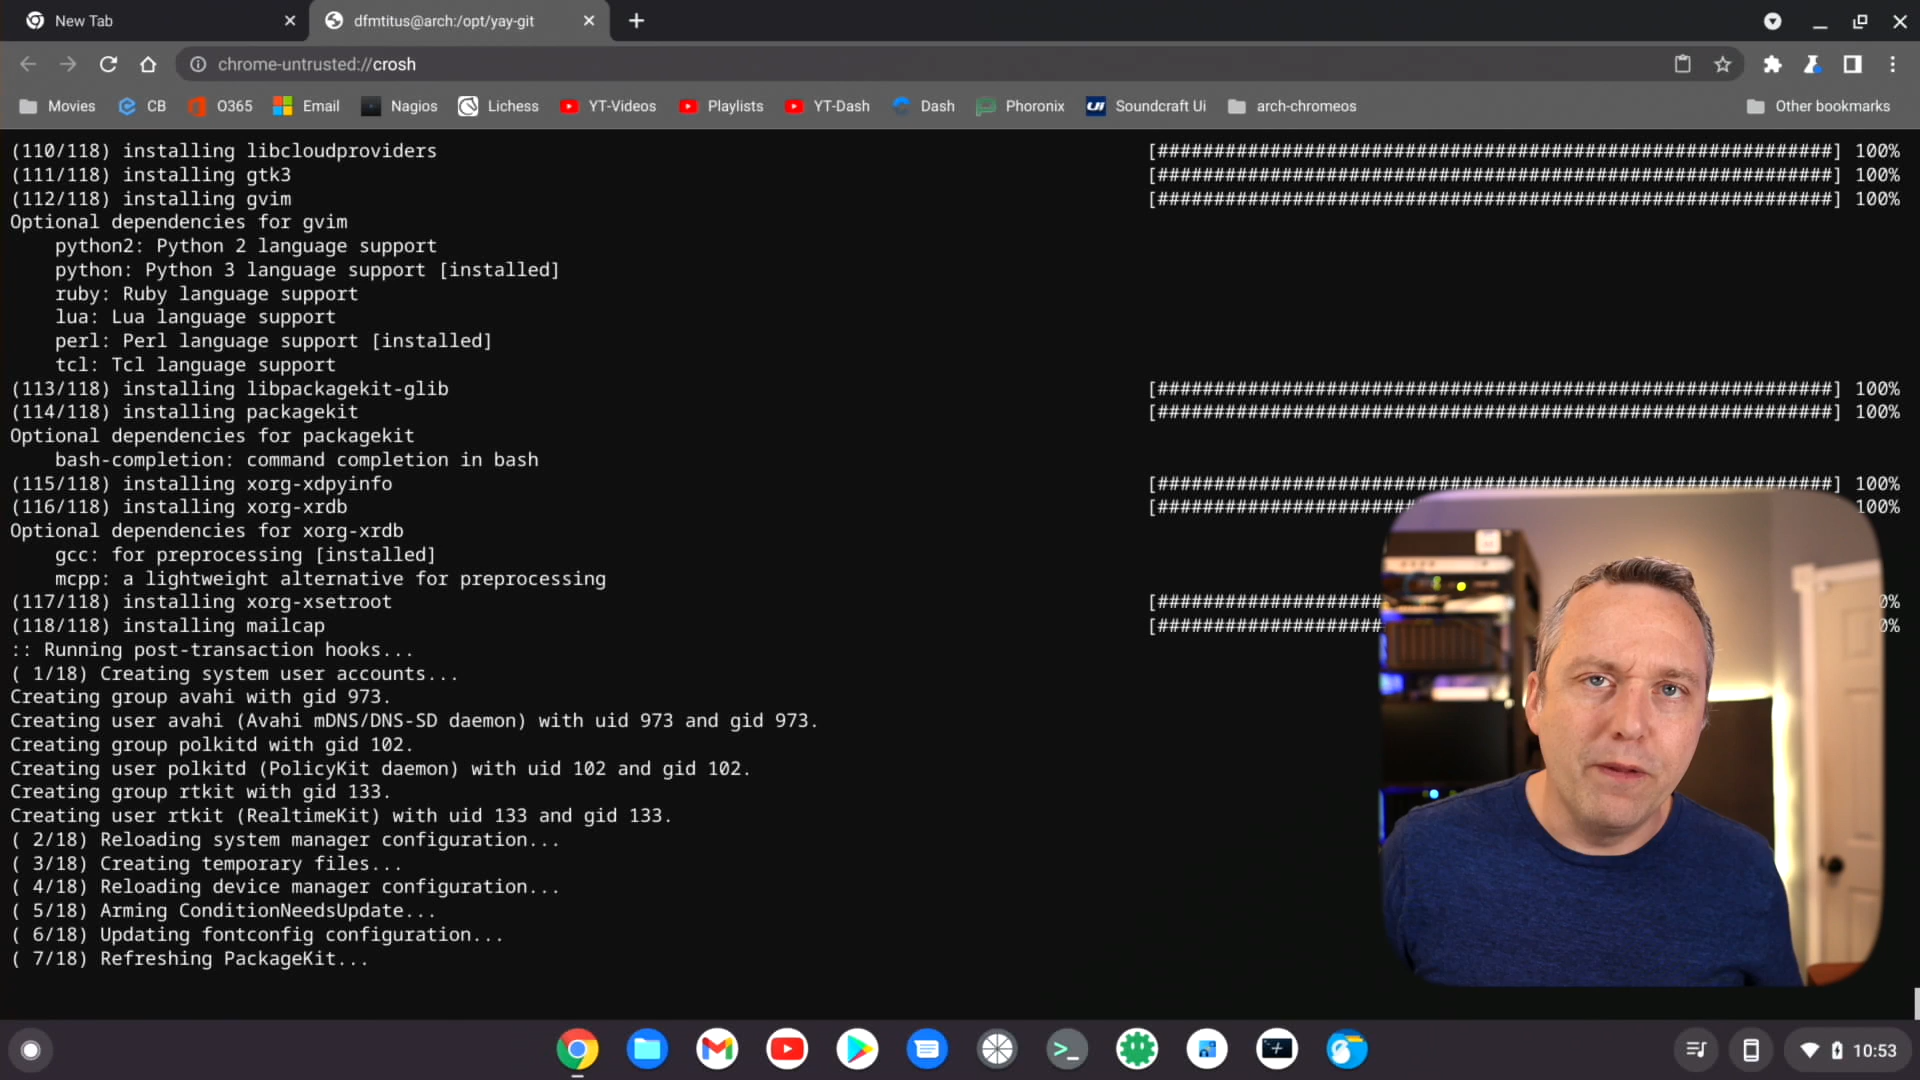 New Tab
dfmtitus@arch:/opt/yay-git
chrome-untrusted://crosh
Movies
CB
O365
Email
Nagios
Lichess
YT-Videos
Playlists
YT-Dash
Dash
Phoronix
Soundcraft Ui
arch-chromeos
Other bookmarks
(110/118) installing libcloudproviders [############################################################] 100%
(111/118) installing gtk3 [############################################################] 100%
(112/118) installing gvim [############################################################] 100%
Optional dependencies for gvim
python2: Python 2 language support
python: Python 3 language support [installed]
ruby: Ruby language support
lua: Lua language support
perl: Perl language support [installed]
tcl: Tcl language support
(113/118) installing libpackagekit-glib [############################################################] 100%
(114/118) installing packagekit [############################################################] 100%
Optional dependencies for packagekit
bash-completion: command completion in bash
(115/118) installing xorg-xdpyinfo [############################################################] 100%
(116/118) installing xorg-xrdb [####################### 100%
Optional dependencies for xorg-xrdb
gcc: for preprocessing [installed]
mcpp: a lightweight alternative for preprocessing
(117/118) installing xorg-xsetroot [#################### 0%
(118/118) installing mailcap [#################### 0%
:: Running post-transaction hooks...
( 1/18) Creating system user accounts...
Creating group avahi with gid 973.
Creating user avahi (Avahi mDNS/DNS-SD daemon) with uid 973 and gid 973.
Creating group polkitd with gid 102.
Creating user polkitd (PolicyKit daemon) with uid 102 and gid 102.
Creating group rtkit with gid 133.
Creating user rtkit (RealtimeKit) with uid 133 and gid 133.
( 2/18) Reloading system manager configuration...
( 3/18) Creating temporary files...
( 4/18) Reloading device manager configuration...
( 5/18) Arming ConditionNeedsUpdate...
( 6/18) Updating fontconfig configuration...
( 7/18) Refreshing PackageKit...
10:53